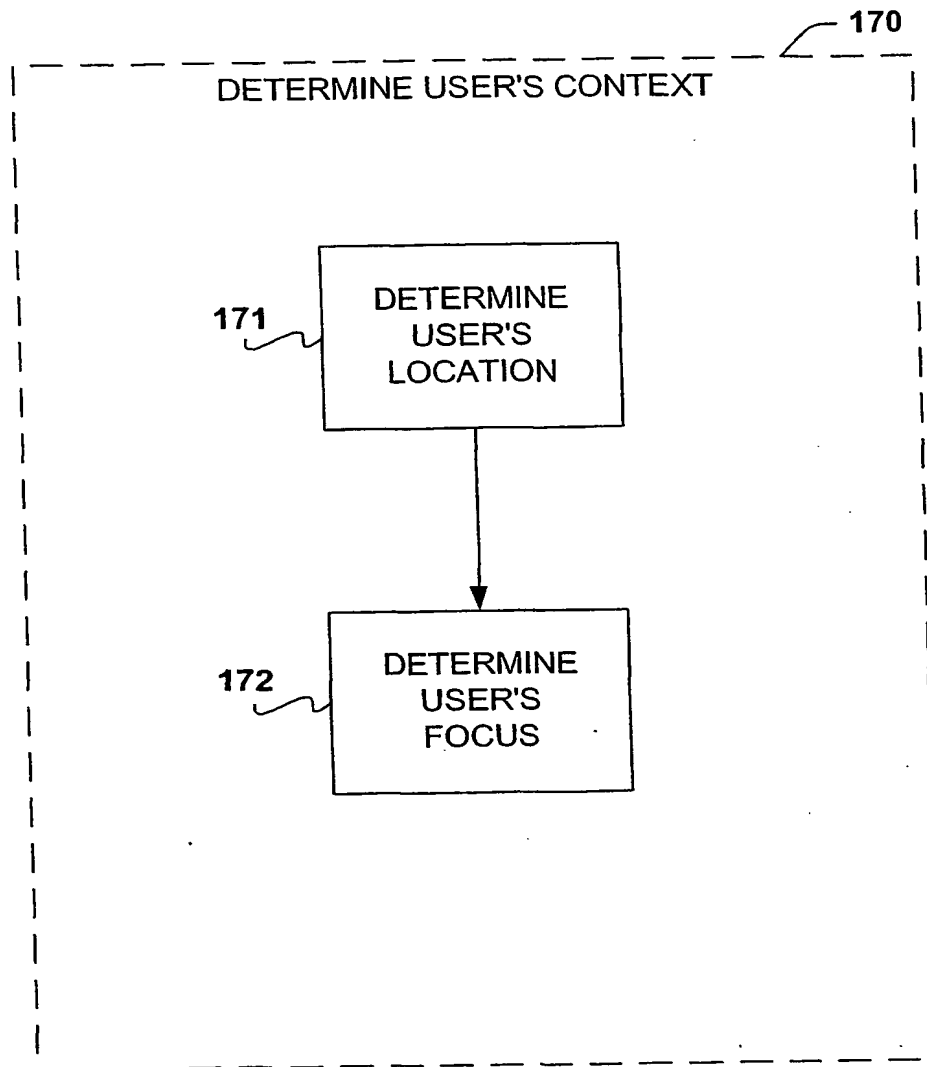 170
DETERMINE USER'S CONTEXT
171
DETERMINE
USER'S
LOCATION
172
DETERMINE
USER'S
FOCUS